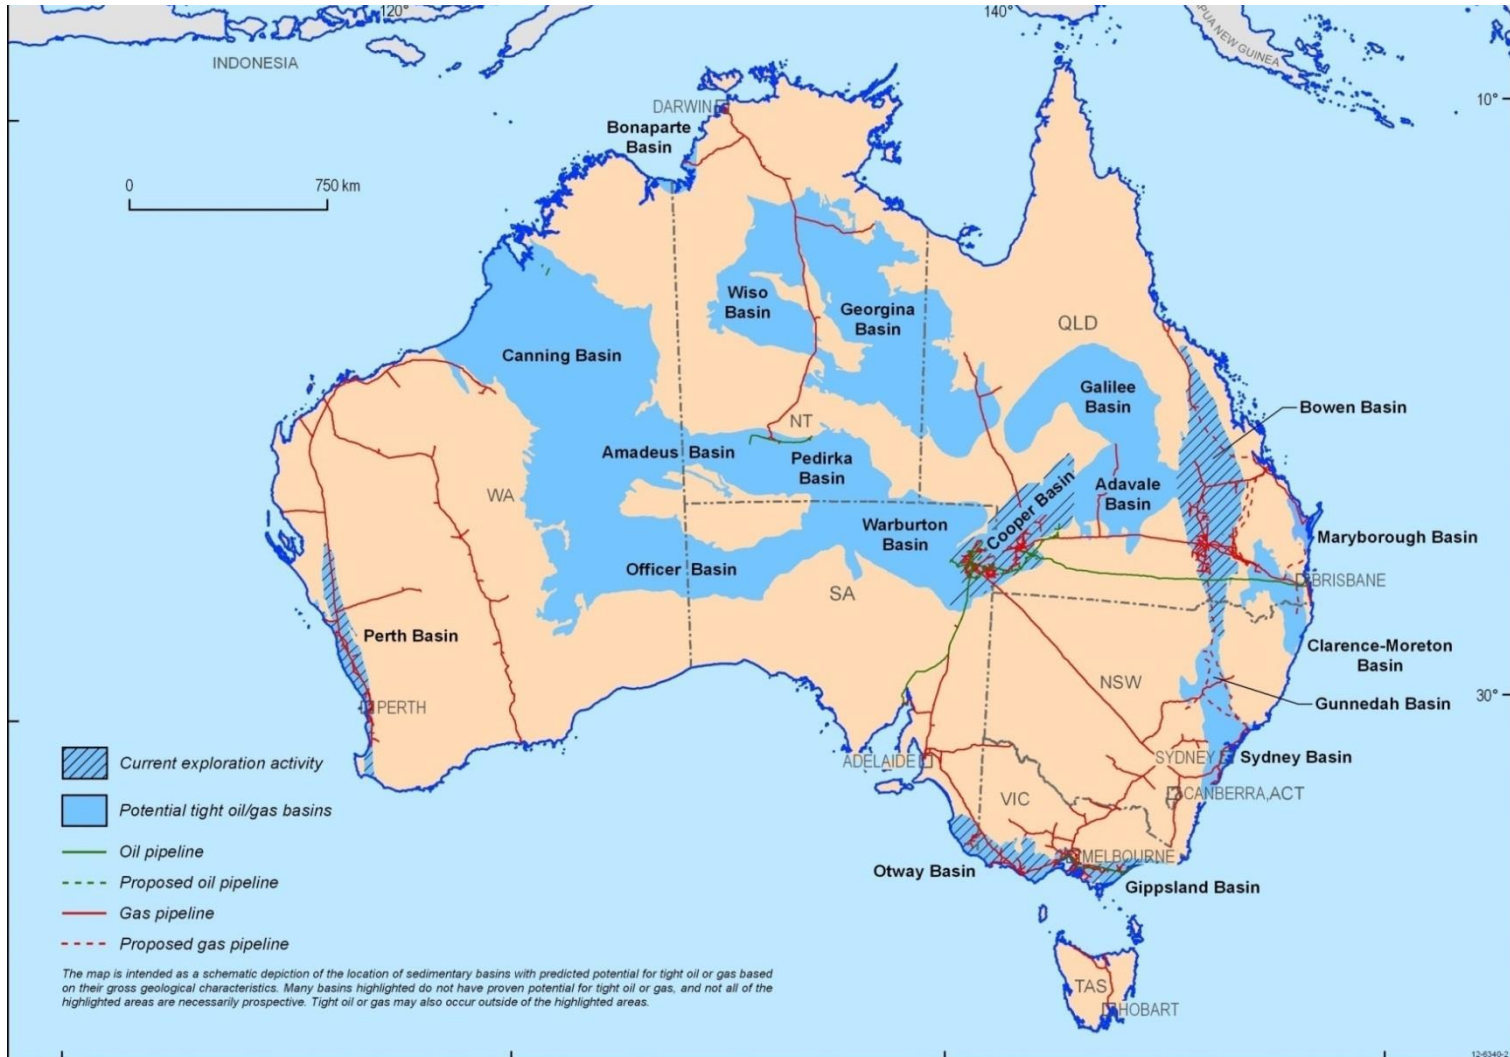 120°
140°
INDONESIA
PAPUA NEW GUINEA
10°
DARWIN
Bonaparte
Basin
0
750 km
Wiso
Basin
Georgina
Basin
QLD
Canning Basin
Galilee
Basin
Bowen Basin
NT
Amadeus Basin
Pedirka
Basin
WA
Adavale
Basin
Cooper Basin
Warburton
Basin
Maryborough Basin
Officer Basin
BRISBANE
SA
Perth Basin
Clarence-Moreton
Basin
NSW
Gunnedah Basin
30°
PERTH
ADELAIDE
SYDNEY
Sydney Basin
VIC
CANBERRA,ACT
MELBOURNE
Otway Basin
Gippsland Basin
TAS
HOBART
Current exploration activity
Potential tight oil/gas basins
Oil pipeline
Proposed oil pipeline
Gas pipeline
Proposed gas pipeline
The map is intended as a schematic depiction of the location of sedimentary basins with predicted potential for tight oil or gas based
on their gross geological characteristics. Many basins highlighted do not have proven potential for tight oil or gas, and not all of the
highlighted areas are necessarily prospective. Tight oil or gas may also occur outside of the highlighted areas.
12-6340-2